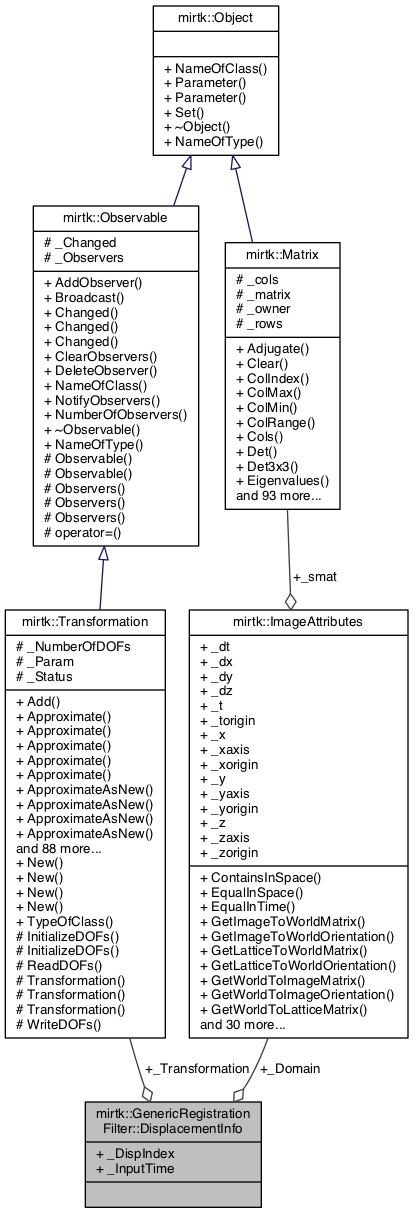 mirtk::Object
+ NameOfClass()
+ Parameter()
+ Parameter()
+ Set()
+ ~Object()
+ NameOfType()
mirtk::Observable
# _Changed
# _Observers
+ AddObserver()
+ Broadcast()
+ Changed()
+ Changed()
+ Changed()
+ ClearObservers()
+ DeleteObserver()
+ NameOfClass()
+ NotifyObservers()
+ NumberOfObservers()
+ ~Observable()
+ NameOfType()
# Observable()
# Observable()
# Observers()
# Observers()
# Observers()
# operator=()
mirtk::Matrix
# _cols
# _matrix
# _owner
# _rows
+ Adjugate()
+ Clear()
+ ColIndex()
+ ColMax()
+ ColMin()
+ ColRange()
+ Cols()
+ Det()
+ Det3x3()
+ Eigenvalues()
and 93 more...
+_smat
mirtk::Transformation
# _NumberOfDOFs
# _Param
# _Status
+ Add()
+ Approximate()
+ Approximate()
+ Approximate()
+ Approximate()
+ Approximate()
+ ApproximateAsNew()
+ ApproximateAsNew()
+ ApproximateAsNew()
+ ApproximateAsNew()
and 88 more...
+ New()
+ New()
+ New()
+ New()
+ TypeOfClass()
# InitializeDOFs()
# InitializeDOFs()
# ReadDOFs()
# Transformation()
# Transformation()
# Transformation()
# WriteDOFs()
mirtk::ImageAttributes
+ _dt
+ _dx
+ _dy
+ _dz
+ _t
+ _torigin
+ _x
+ _xaxis
+ _xorigin
+ _y
+ _yaxis
+ _yorigin
+ _z
+ _zaxis
+ _zorigin
+ ContainsInSpace()
+ EqualInSpace()
+ EqualInTime()
+ GetImageToWorldMatrix()
+ GetImageToWorldOrientation()
+ GetLatticeToWorldMatrix()
+ GetLatticeToWorldOrientation()
+ GetWorldToImageMatrix()
+ GetWorldToImageOrientation()
+ GetWorldToLatticeMatrix()
and 30 more...
+_Transformation
+_Domain
mirtk::GenericRegistration
Filter::DisplacementInfo
+ _DispIndex
+ _InputTime